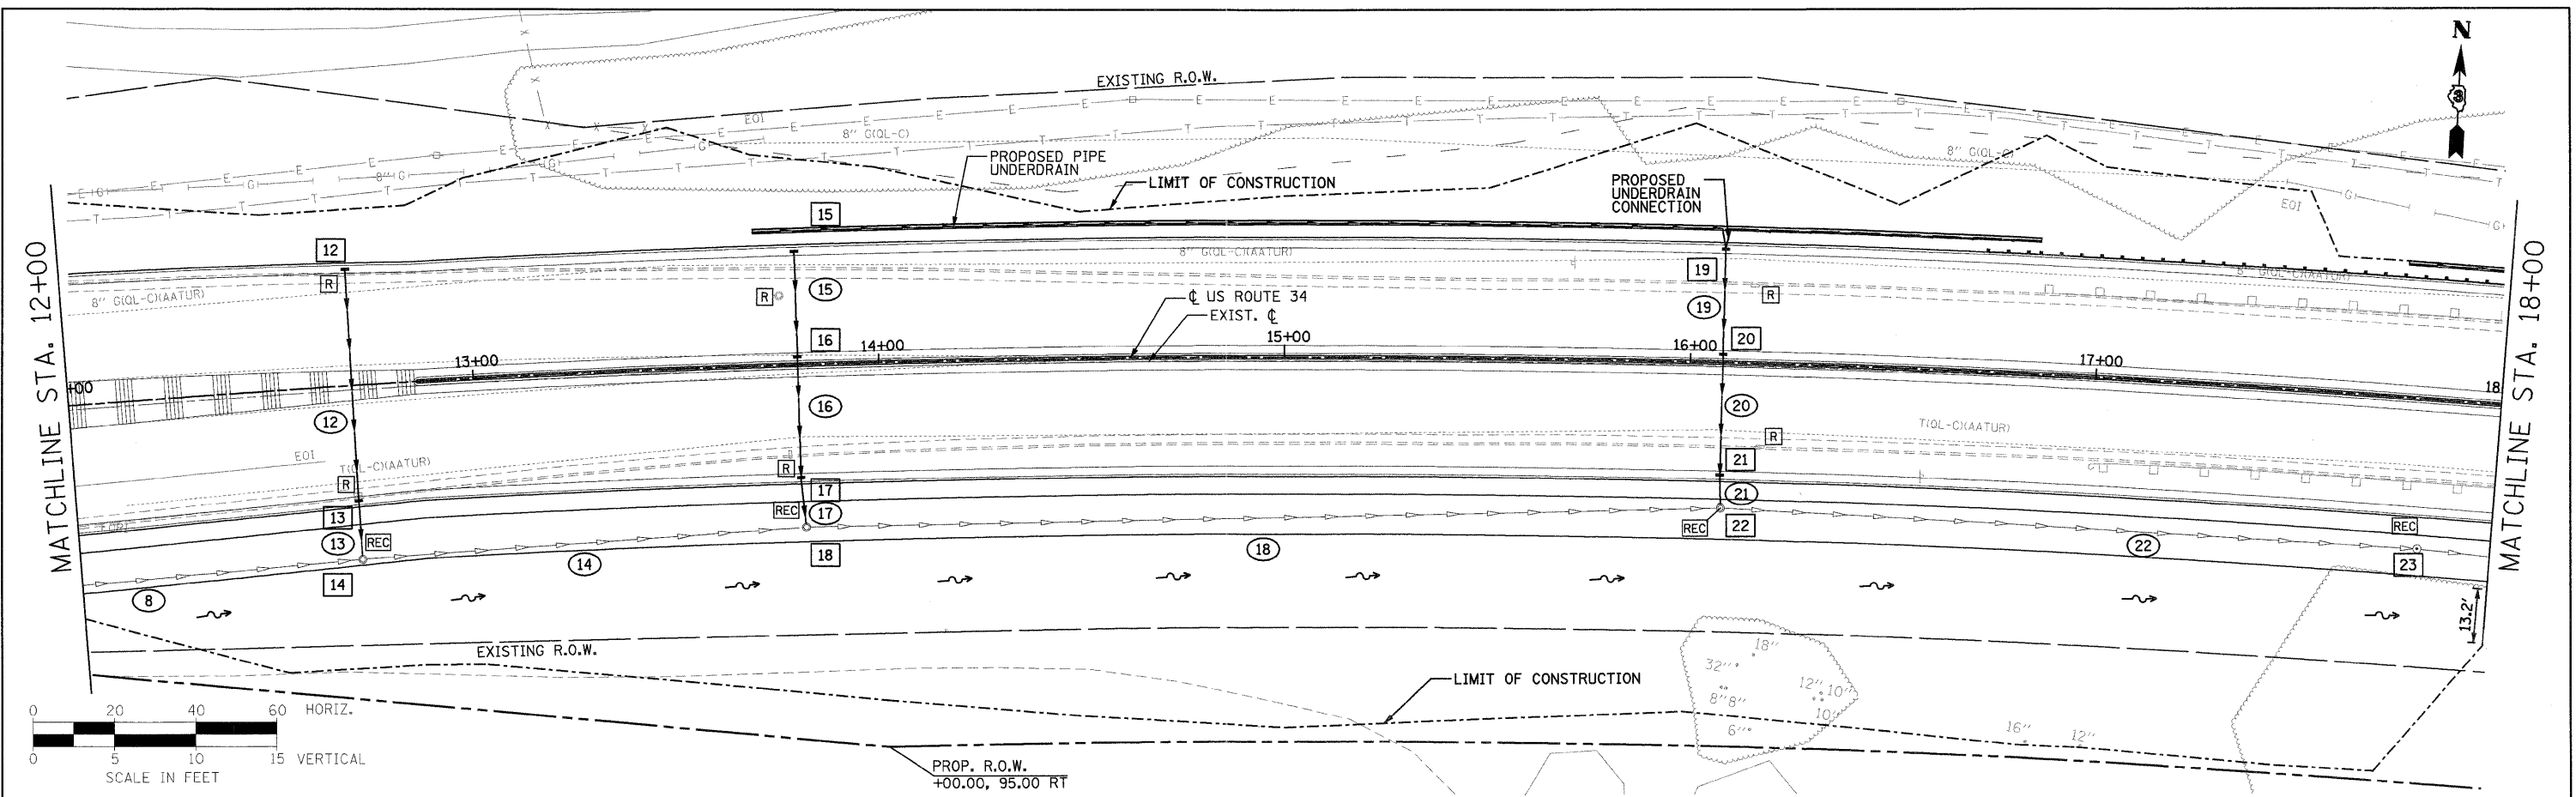 N
3
EXISTING R.O.W.
E
T
G
X
EOI
8" G(QL-C)
8" G
8" G(QL-C)
PROPOSED PIPE
UNDERDRAIN
LIMIT OF CONSTRUCTION
PROPOSED
UNDERDRAIN
CONNECTION
EOI
MATCHLINE STA. 12+00
MATCHLINE STA. 18+00
12
R
15
8" G(QL-C)(AATUR)
8" G(QL-C)(AATUR)
8" G(QL-C)(AATUR)
R
15
19
19
R
℄ US ROUTE 34
EXIST. ℄
16
20
+00
13+00
14+00
15+00
16+00
17+00
18
12
16
20
EOI
T(QL-C)(AATUR)
T(QL-C)(AATUR)
R
R
R
13
13
REC
17
17
REC
21
21
REC
22
REC
14
14
18
18
22
23
8
13.2'
EXISTING R.O.W.
LIMIT OF CONSTRUCTION
18"
32"
8" 8"
12" 10"
10"
6"
16"
12"
PROP. R.O.W.
+00.00, 95.00 RT
0 20 40 60 HORIZ.
0 5 10 15 VERTICAL
SCALE IN FEET